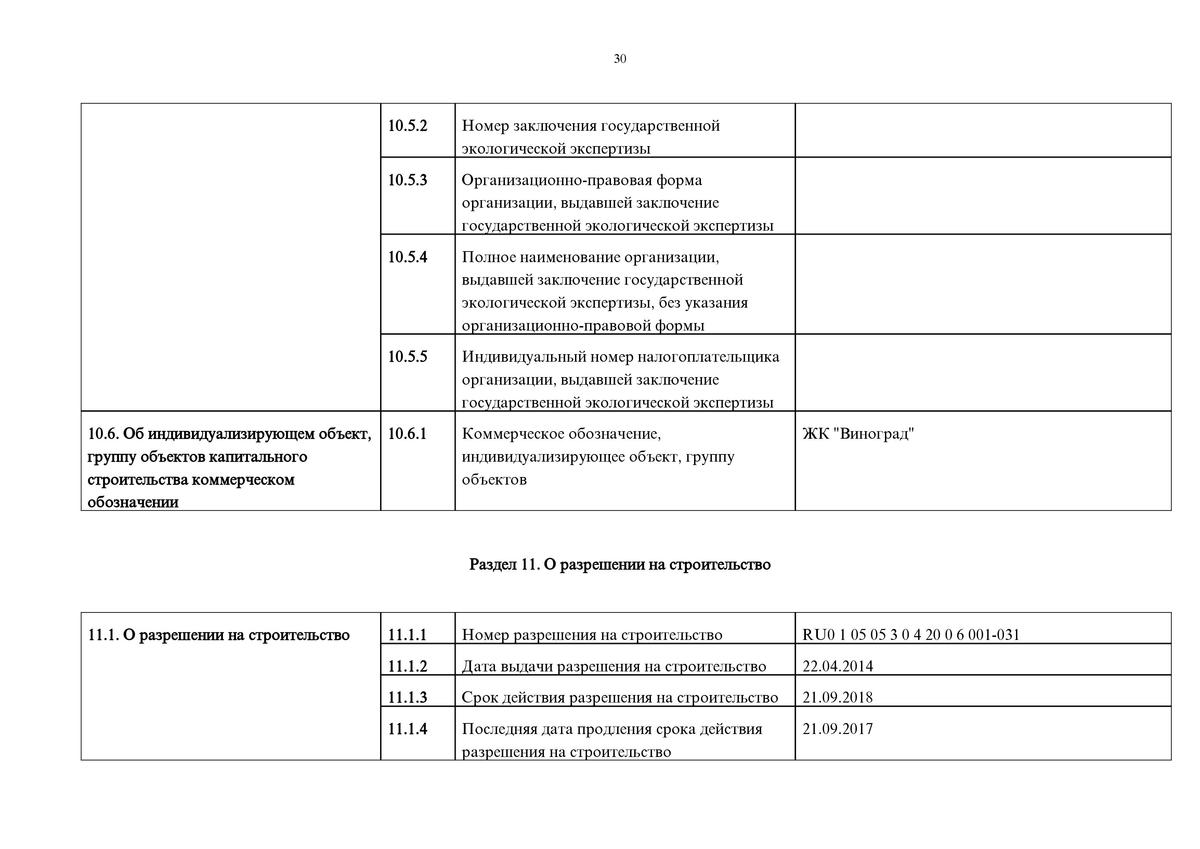 30
10.5.2 Номер заключения государственной
экологической экспертизы
10.5.3 Организационно-правовая форма
организации, выдавшей заключение
государственной экологической экспертизы
10.5.4 Полное наименование организации,
выдавшей заключение государственной
экологической экспертизы, без указания
организационно-правовой формы
10.5.5 Индивидуальный номер налогоплательщика
организации, выдавшей заключение
государственной экологической экспертизы
10.6. Об индивидуализирующем объект,
группу объектов капитального
строительства коммерческом
обозначении
10.6.1 Коммерческое обозначение,
индивидуализирующее объект, группу
объектов
ЖК "Виноград"
Раздел 11. О разрешении на строительство
11.1. О разрешении на строительство 11.1.1 Номер разрешения на строительство RU0 1 05 05 3 0 4 20 0 6 001-031
11.1.2 Дата выдачи разрешения на строительство 22.04.2014
11.1.3 Срок действия разрешения на строительство 21.09.2018
11.1.4 Последняя дата продления срока действия
разрешения на строительство
21.09.2017